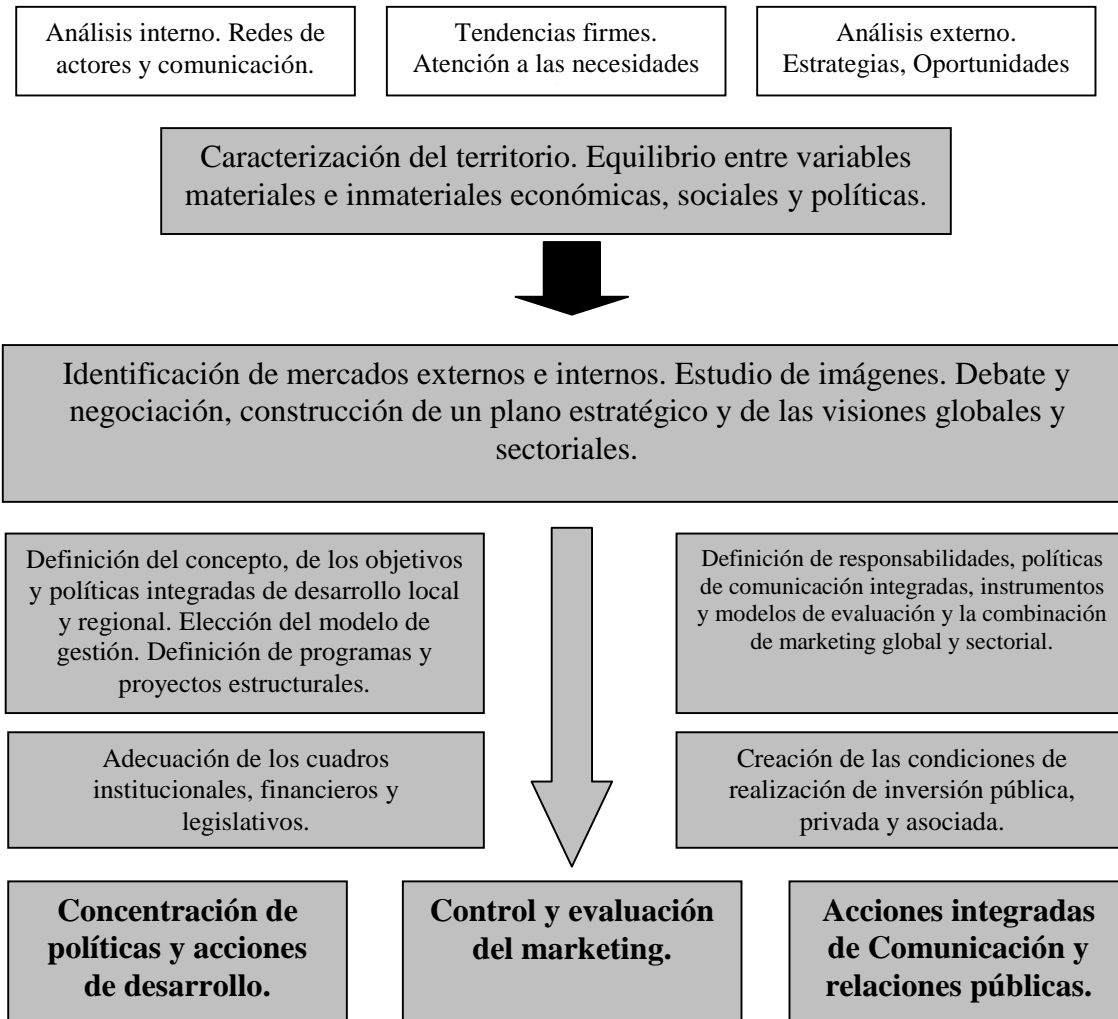 Análisis interno. Redes de
actores y comunicación.
Tendencias firmes.
Atención a las necesidades
Análisis externo.
Estrategias, Oportunidades
Caracterización del territorio. Equilibrio entre variables
materiales e inmateriales económicas, sociales y políticas.
Identificación de mercados externos e internos. Estudio de imágenes. Debate y
negociación, construcción de un plano estratégico y de las visiones globales y
sectoriales.
Definición del concepto, de los objetivos
y políticas integradas de desarrollo local
y regional. Elección del modelo de
gestión. Definición de programas y
proyectos estructurales.
Definición de responsabilidades, políticas
de comunicación integradas, instrumentos
y modelos de evaluación y la combinación
de marketing global y sectorial.
Adecuación de los cuadros
institucionales, financieros y
legislativos.
Creación de las condiciones de
realización de inversión pública,
privada y asociada.
Concentración de
políticas y acciones
de desarrollo.
Control y evaluación
del marketing.
Acciones integradas
de Comunicación y
relaciones públicas.